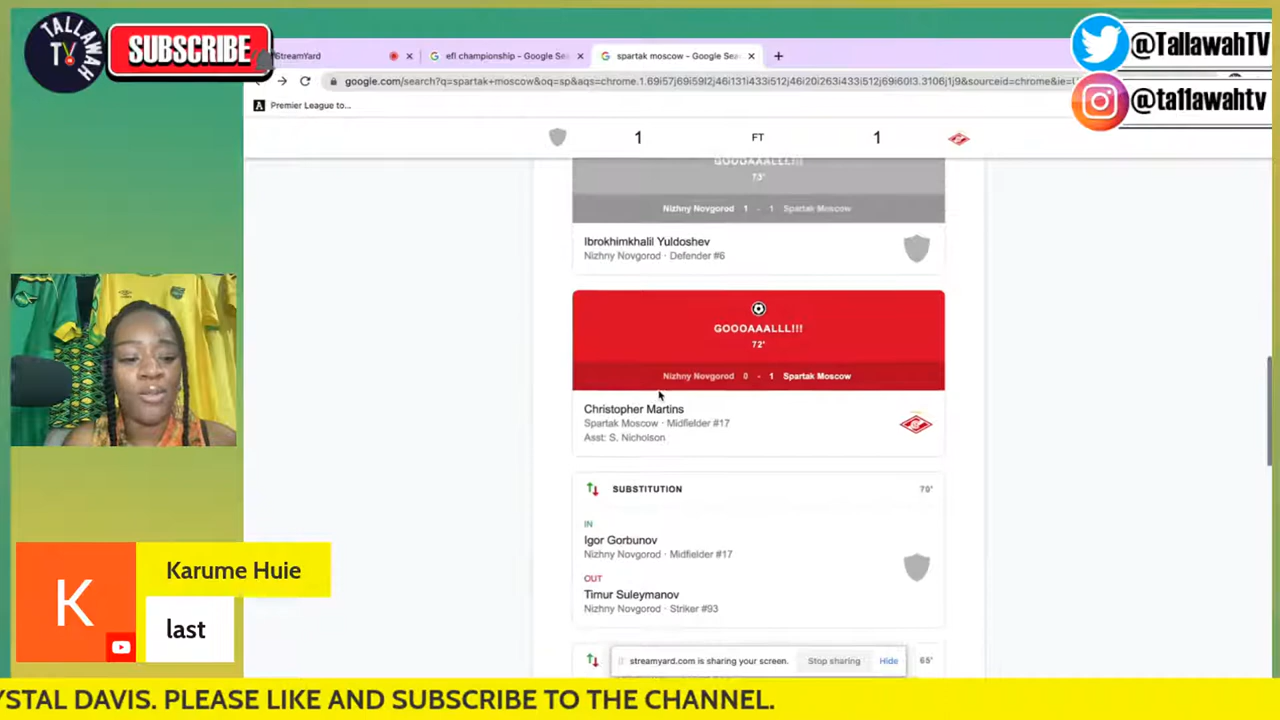 TALLAWAH
TV
SUBSCRIBE
@TallawahTV
@tallawahtv
StreamYard
efl championship - Google Sea
spartak moscow - Google Sea
google.com/search?q=spartak+moscow&oq=sp&aqs=chrome.1.69i57j69i59l2j46i131i433i512j46i20i263i433i512j69i60l3.3106j1j9&sourceid=chrome&ie=U
Premier League to...
1 FT 1
GOOOAAALLL!!!
73'
Nizhny Novgorod 1 - 1 Spartak Moscow
Ibrokhimkhalil Yuldoshev
Nizhny Novgorod · Defender #6
GOOOAAALLL!!!
72'
Nizhny Novgorod 0 - 1 Spartak Moscow
Christopher Martins
Spartak Moscow · Midfielder #17
Asst: S. Nicholson
SUBSTITUTION 70'
IN
Igor Gorbunov
Nizhny Novgorod · Midfielder #17
OUT
Timur Suleymanov
Nizhny Novgorod · Striker #93
65'
streamyard.com is sharing your screen. Stop sharing Hide
K
Karume Huie
last
YSTAL DAVIS. PLEASE LIKE AND SUBSCRIBE TO THE CHANNEL.